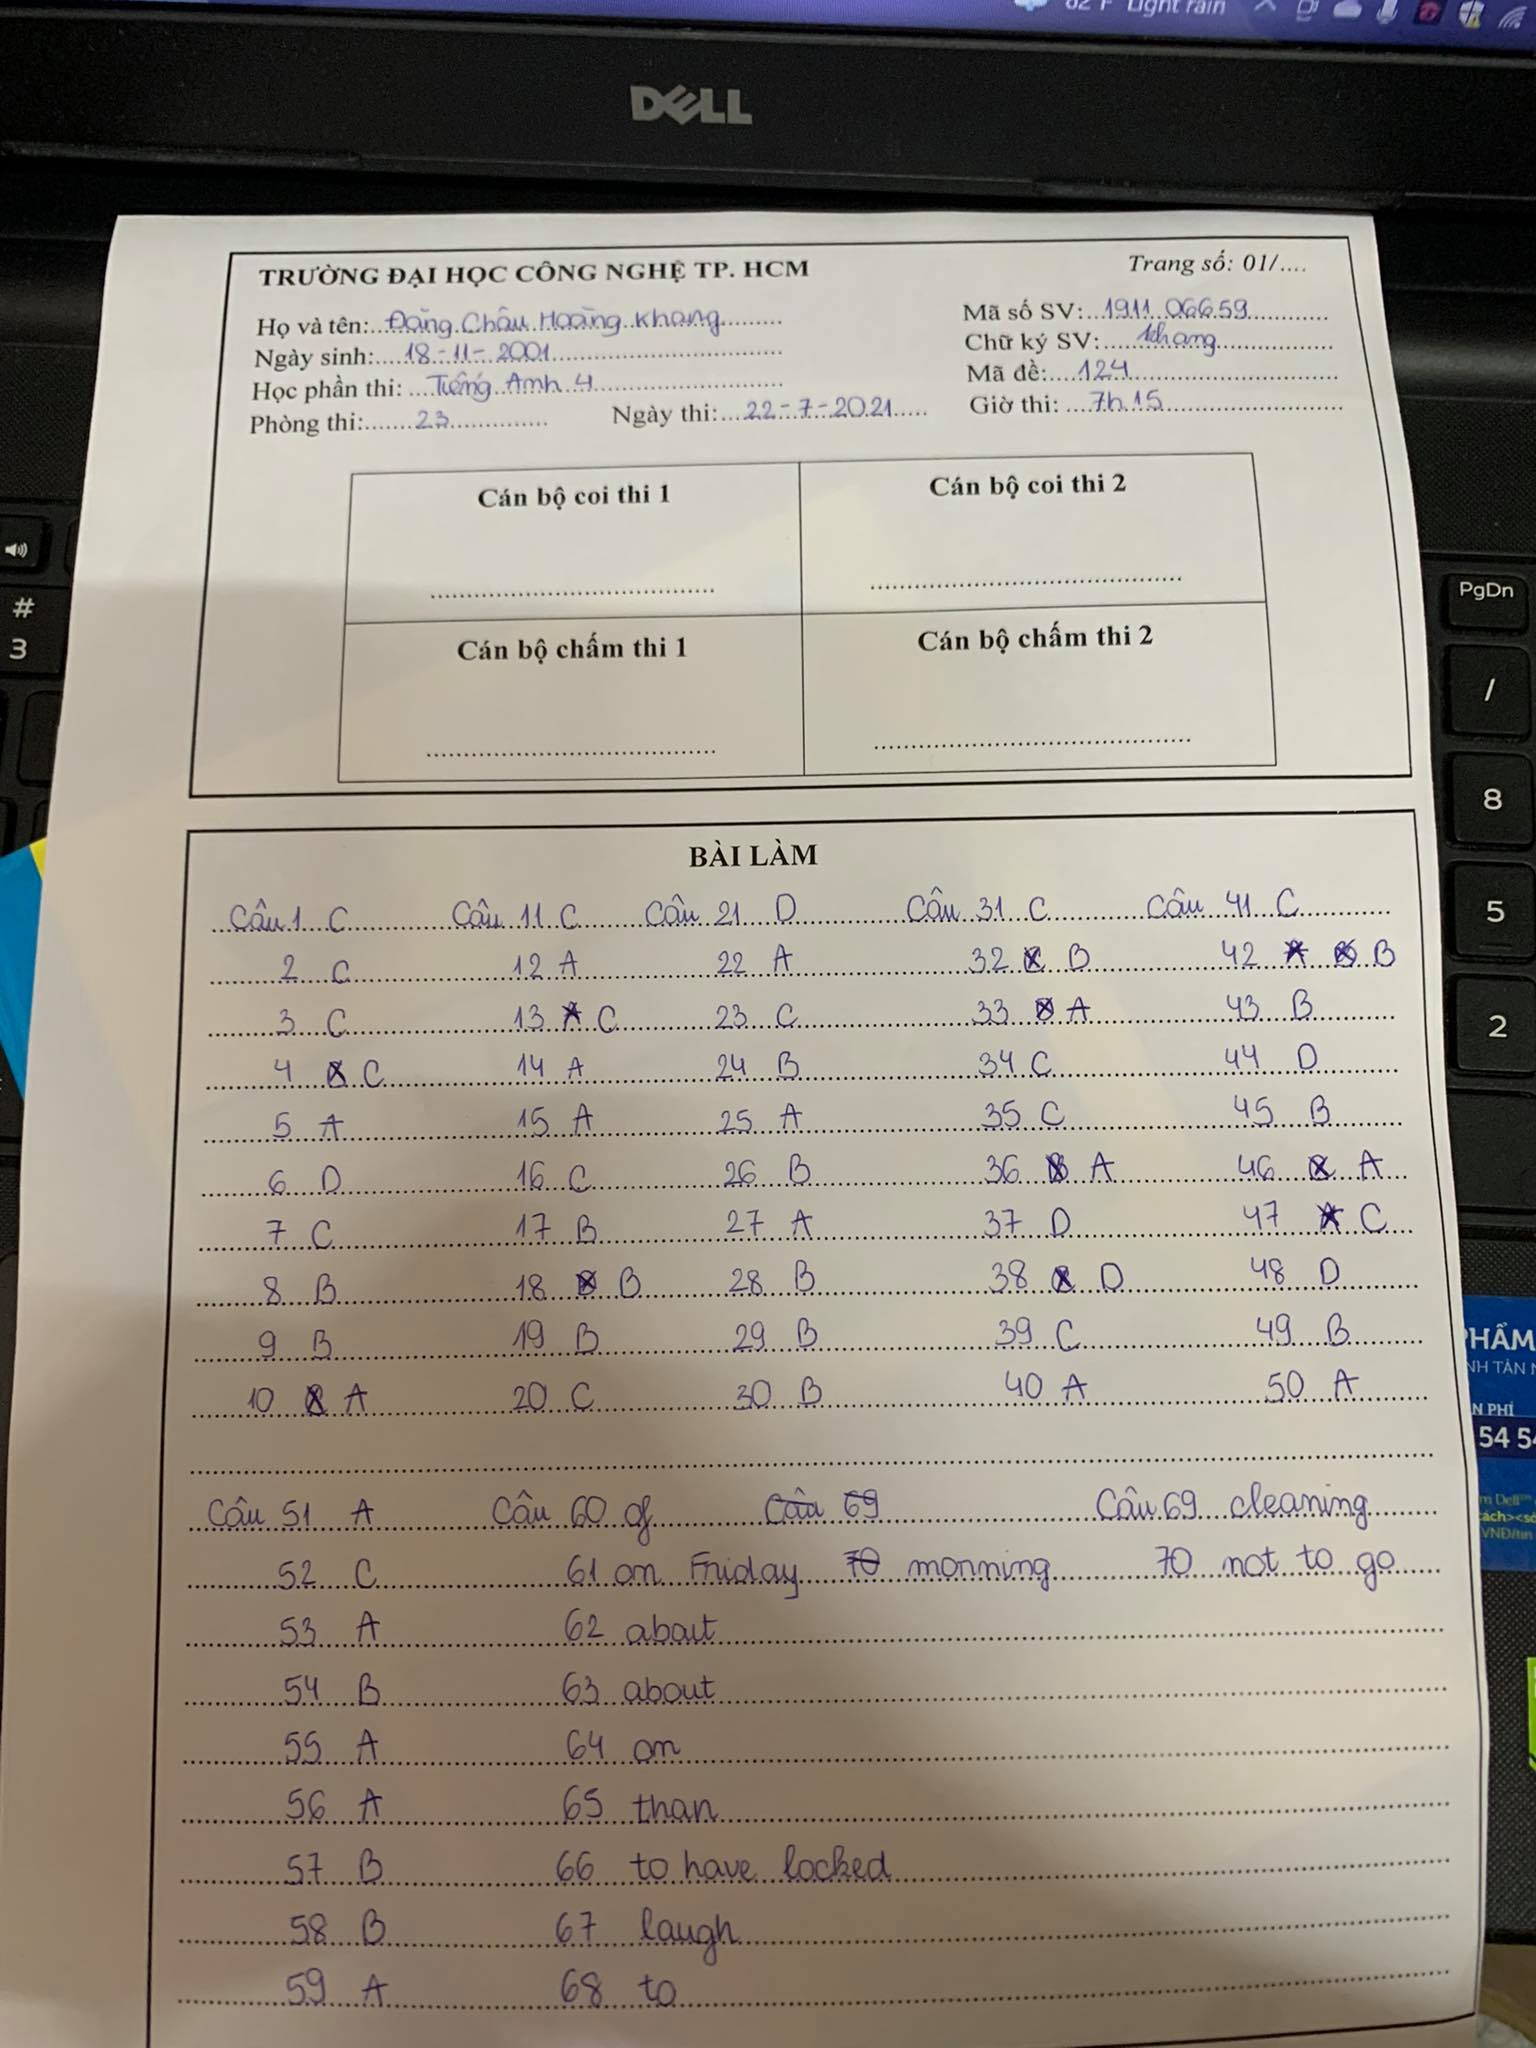 82°F Light rain
DELL
TRƯỜNG ĐẠI HỌC CÔNG NGHỆ TP. HCM Trang số: 01/....
Họ và tên: Đặng Châu Hoàng Khang Mã số SV: 1911 06659
Ngày sinh: 18-11-2001 Chữ ký SV: Khang
Học phần thi: Tiếng Anh 4 Mã đề: 124
Phòng thi: 23 Ngày thi: 22-7-2021 Giờ thi: 7h15
Cán bộ coi thi 1 Cán bộ coi thi 2
Cán bộ chấm thi 1 Cán bộ chấm thi 2
BÀI LÀM
Câu 1 C Câu 11 C Câu 21 D Câu 31 C Câu 41 C
2 C 12 A 22 A 32 B 42 B
3 C 13 C 23 C 33 A 43 B
4 C 14 A 24 B 34 C 44 D
5 A 15 A 25 A 35 C 45 B
6 D 16 C 26 B 36 A 46 A
7 C 17 B 27 A 37 D 47 C
8 B 18 B 28 B 38 D 48 D
9 B 19 B 29 B 39 C 49 B
10 A 20 C 30 B 40 A 50 A
Câu 51 A Câu 60 of Câu 69 Câu 69 cleaning
52 C 61 on Friday 70 monning 70 not to go
53 A 62 about
54 B 63 about
55 A 64 on
56 A 65 than
57 B 66 to have locked
58 B 67 laugh
59 A 68 to
#
3
PgDn
/
8
5
2
PHẨM
N PHÍ
54 5